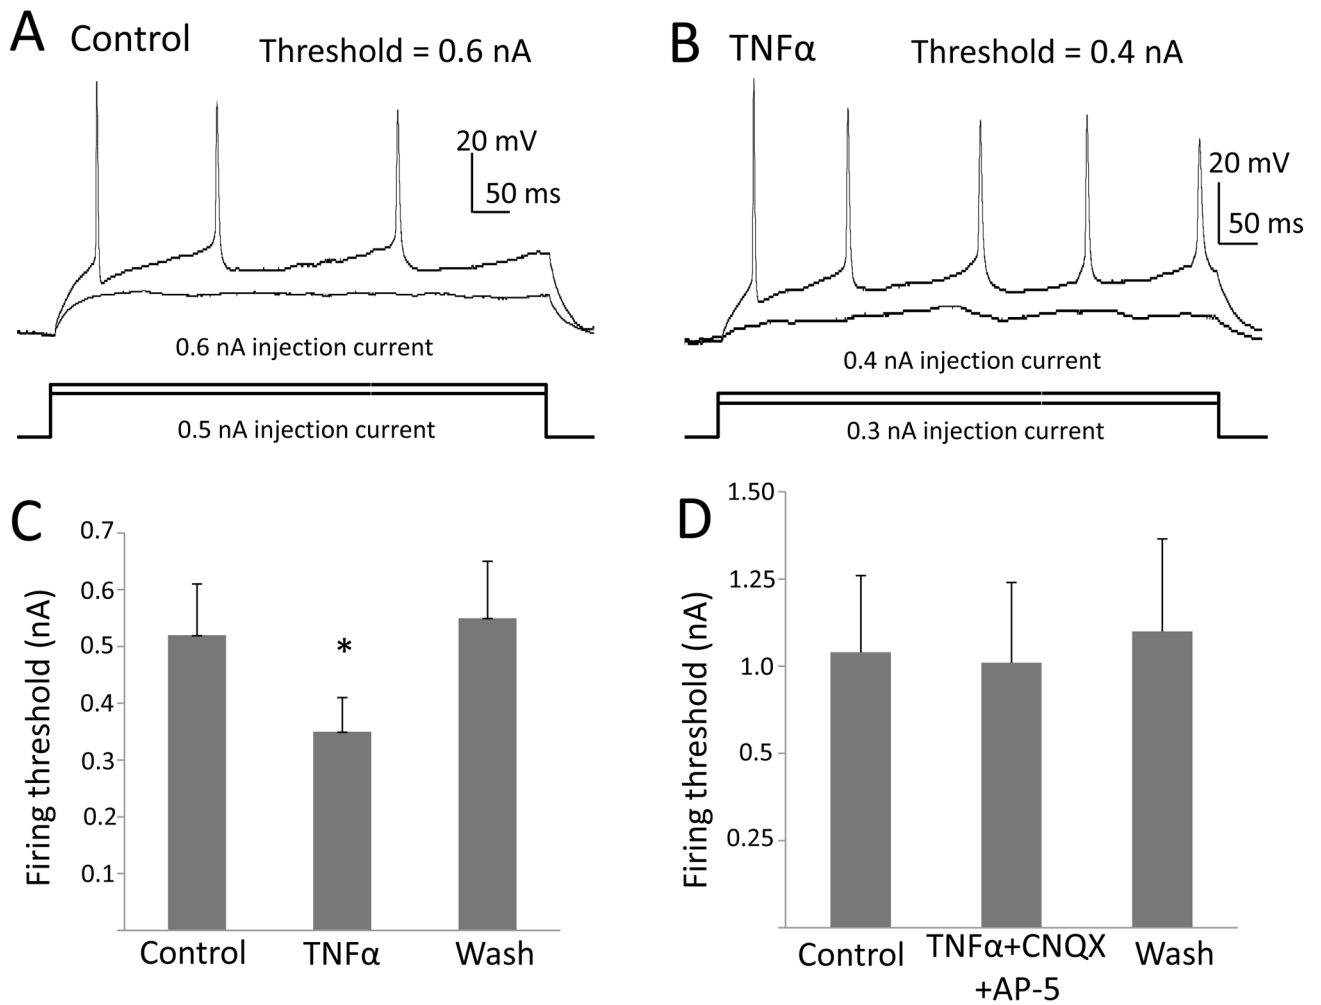 A Control Threshold = 0.6 nA
20 mV
50 ms
0.6 nA injection current
0.5 nA injection current
B TNFα Threshold = 0.4 nA
20 mV
50 ms
0.4 nA injection current
0.3 nA injection current
C
Firing threshold (nA)
0.7
0.6
0.5
0.4
0.3
0.2
0.1
*
Control TNFα Wash
D
Firing threshold (nA)
1.50
1.25
1.0
0.5
0.25
Control TNFα+CNQX Wash
+AP-5